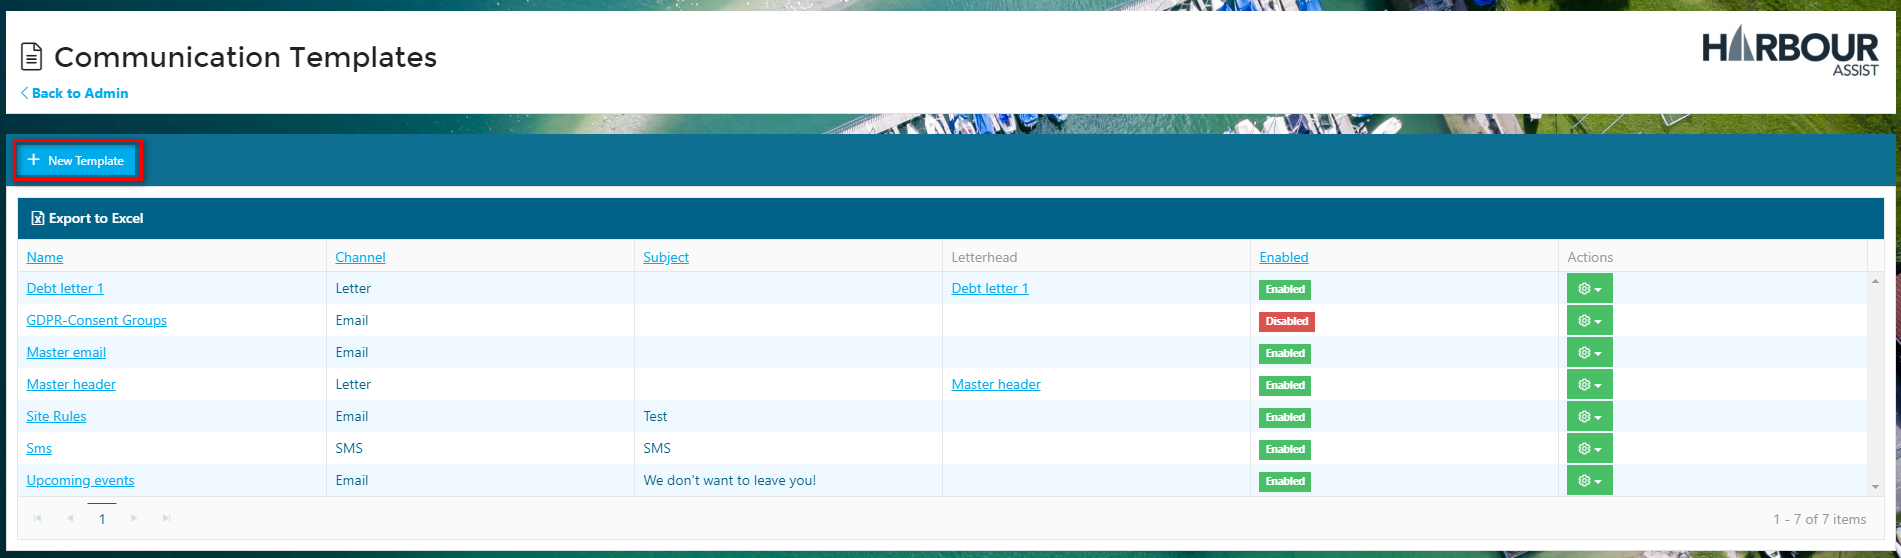 Communication Templates
HARBOUR
ASSIST
Back to Admin
New Template
Export to Excel
Name Channel Subject Letterhead Enabled Actions
Debt letter 1 Letter Debt letter 1 Enabled
GDPR-Consent Groups Email Disabled
Master email Email Enabled
Master header Letter Master header Enabled
Site Rules Email Test Enabled
Sms SMS SMS Enabled
Upcoming events Email We don't want to leave you! Enabled
1 1 - 7 of 7 items